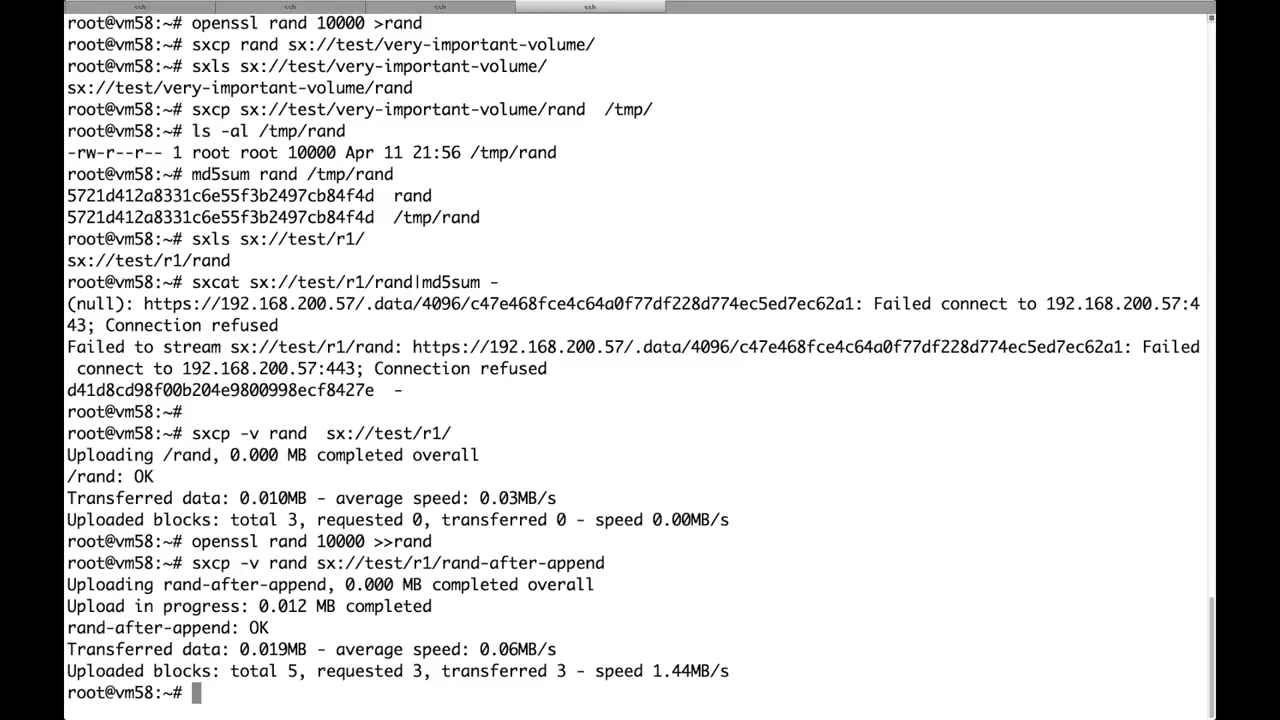 ssh ssh ssh ssh
root@vm58:~# openssl rand 10000 >rand
root@vm58:~# sxcp rand sx://test/very-important-volume/
root@vm58:~# sxls sx://test/very-important-volume/
sx://test/very-important-volume/rand
root@vm58:~# sxcp sx://test/very-important-volume/rand  /tmp/
root@vm58:~# ls -al /tmp/rand
-rw-r--r-- 1 root root 10000 Apr 11 21:56 /tmp/rand
root@vm58:~# md5sum rand /tmp/rand
5721d412a8331c6e55f3b2497cb84f4d  rand
5721d412a8331c6e55f3b2497cb84f4d  /tmp/rand
root@vm58:~# sxls sx://test/r1/
sx://test/r1/rand
root@vm58:~# sxcat sx://test/r1/rand|md5sum -
(null): https://192.168.200.57/.data/4096/c47e468fce4c64a0f77df228d774ec5ed7ec62a1: Failed connect to 192.168.200.57:4
43; Connection refused
Failed to stream sx://test/r1/rand: https://192.168.200.57/.data/4096/c47e468fce4c64a0f77df228d774ec5ed7ec62a1: Failed
 connect to 192.168.200.57:443; Connection refused
d41d8cd98f00b204e9800998ecf8427e  -
root@vm58:~#
root@vm58:~# sxcp -v rand  sx://test/r1/
Uploading /rand, 0.000 MB completed overall
/rand: OK
Transferred data: 0.010MB - average speed: 0.03MB/s
Uploaded blocks: total 3, requested 0, transferred 0 - speed 0.00MB/s
root@vm58:~# openssl rand 10000 >>rand
root@vm58:~# sxcp -v rand sx://test/r1/rand-after-append
Uploading rand-after-append, 0.000 MB completed overall
Upload in progress: 0.012 MB completed
rand-after-append: OK
Transferred data: 0.019MB - average speed: 0.06MB/s
Uploaded blocks: total 5, requested 3, transferred 3 - speed 1.44MB/s
root@vm58:~#